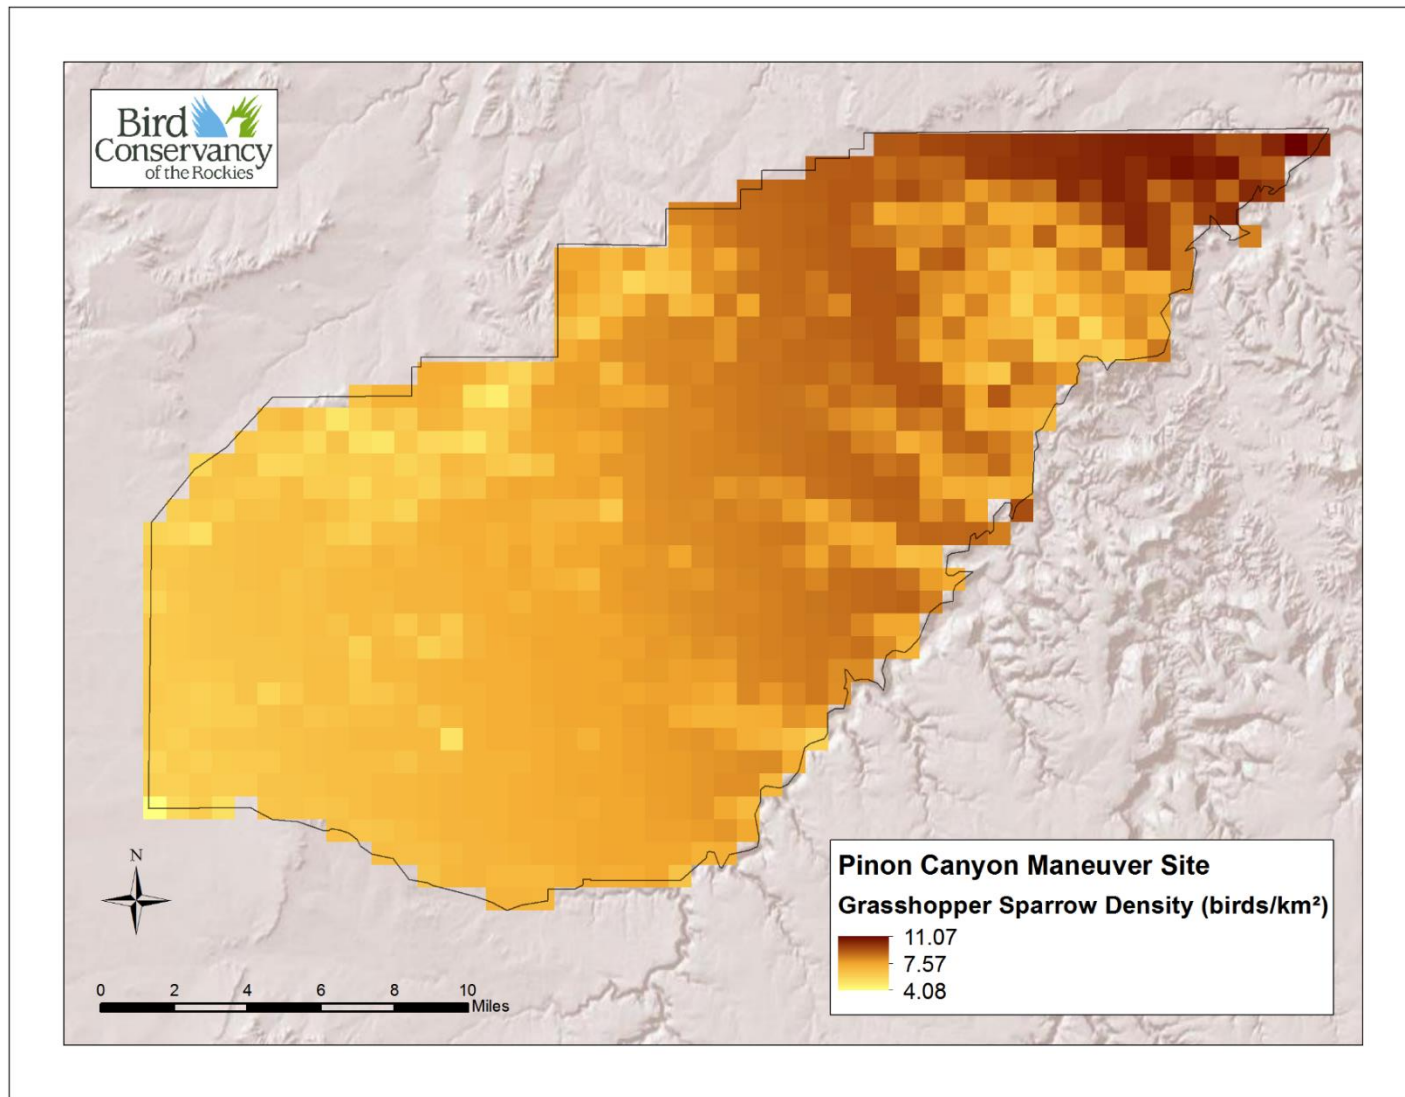 Bird
Conservancy
of the Rockies
N
0 2 4 6 8 10
Miles
Pinon Canyon Maneuver Site
Grasshopper Sparrow Density (birds/km²)
11.07
7.57
4.08